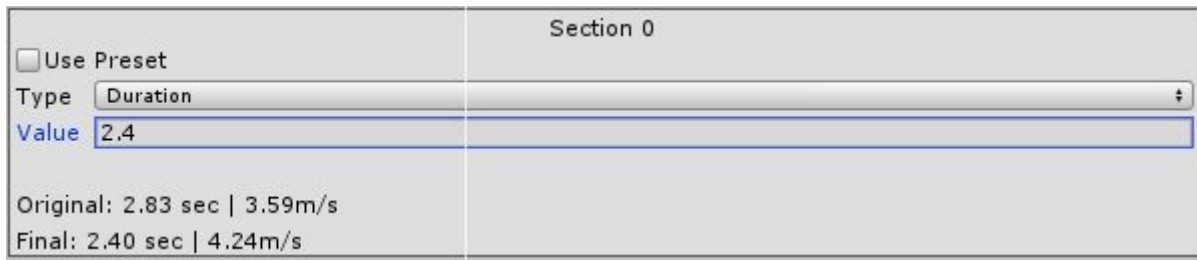 Section 0
Use Preset
Type Duration
Value 2.4
Original: 2.83 sec | 3.59m/s
Final: 2.40 sec | 4.24m/s